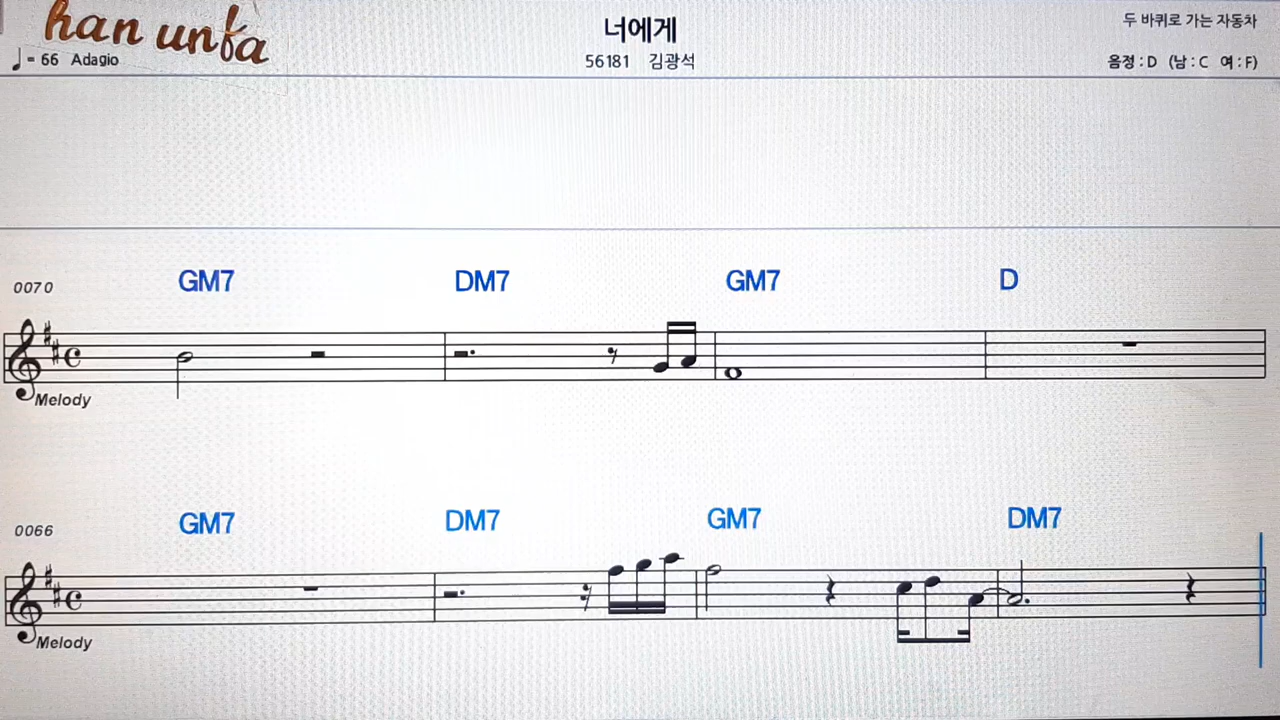 han unfa
너에게
두 바퀴로 가는 자동차
♩ = 66 Adagio
56181 김광석
음정 : D (남 : C 여 : F)
0070 GM7 DM7 GM7 D
Melody
0066 GM7 DM7 GM7 DM7
Melody